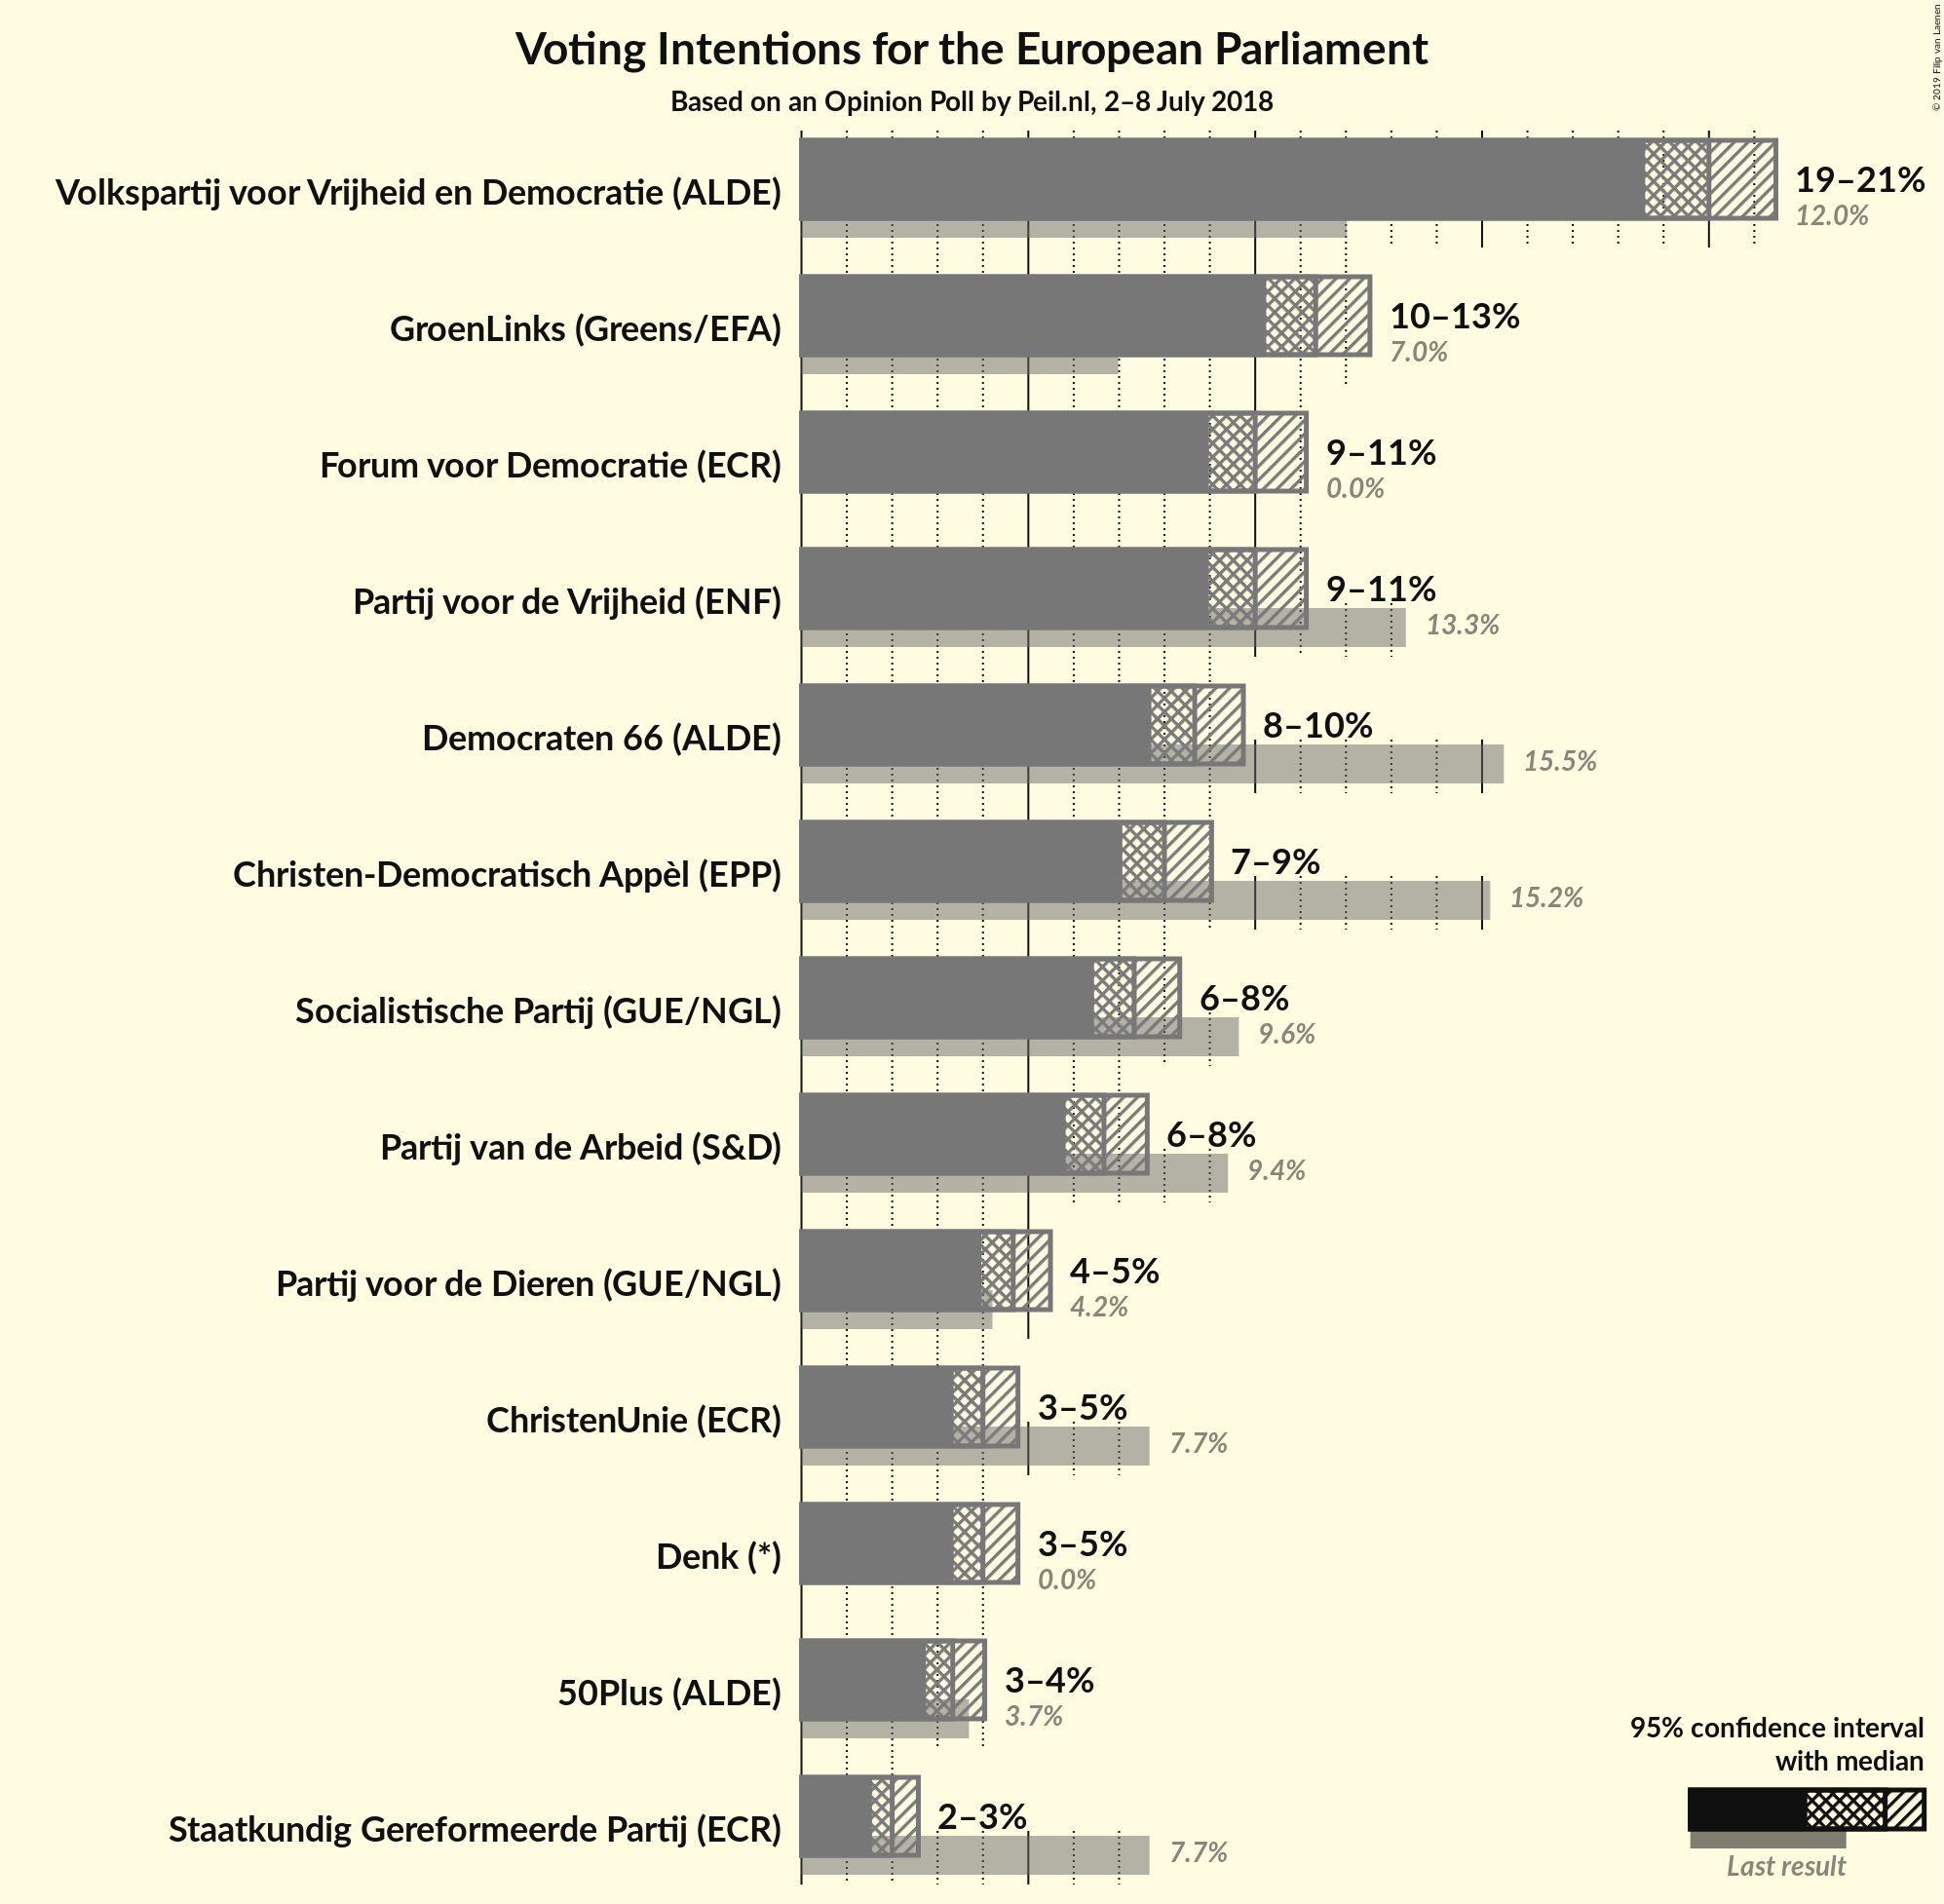 © 2019 Filip van Laenen
Voting Intentions for the European Parliament
Based on an Opinion Poll by Peil.nl, 2–8 July 2018
Volkspartij voor Vrijheid en Democratie (ALDE)
19–21%
12.0%
GroenLinks (Greens/EFA)
10–13%
7.0%
Forum voor Democratie (ECR)
9–11%
0.0%
Partij voor de Vrijheid (ENF)
9–11%
13.3%
Democraten 66 (ALDE)
8–10%
15.5%
Christen-Democratisch Appèl (EPP)
7–9%
15.2%
Socialistische Partij (GUE/NGL)
6–8%
9.6%
Partij van de Arbeid (S&D)
6–8%
9.4%
Partij voor de Dieren (GUE/NGL)
4–5%
4.2%
ChristenUnie (ECR)
3–5%
7.7%
Denk (*)
3–5%
0.0%
50Plus (ALDE)
3–4%
3.7%
Staatkundig Gereformeerde Partij (ECR)
2–3%
7.7%
95% confidence interval
with median
Last result